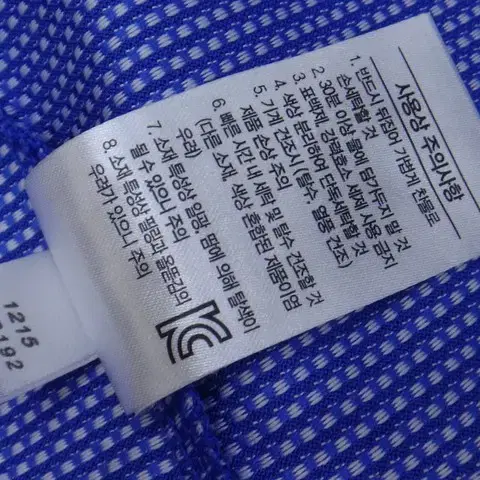 사용상 주의사항
1. 반드시 뒤집어 가볍게 찬물로
손세탁할 것
2. 30분 이상 물에 담가두지 말 것
3. 표백제, 강력효소 세제 사용 금지
4. 색상 분리하여 단독세탁할 것
5. 기계 건조시 ( 탈수, 열풍 건조 )
제품 손상 주의
6. 빠른 시간 내 세탁 및 탈수 건조할 것
(다른 소재, 색상 혼합된 제품이염
우려)
7. 소재 특성상 일광, 땀에 의해 탈색이
될 수 있으니 주의
8. 소재 특성상 필링과 올뜯김의
우려가 있으니 주의
1215
192